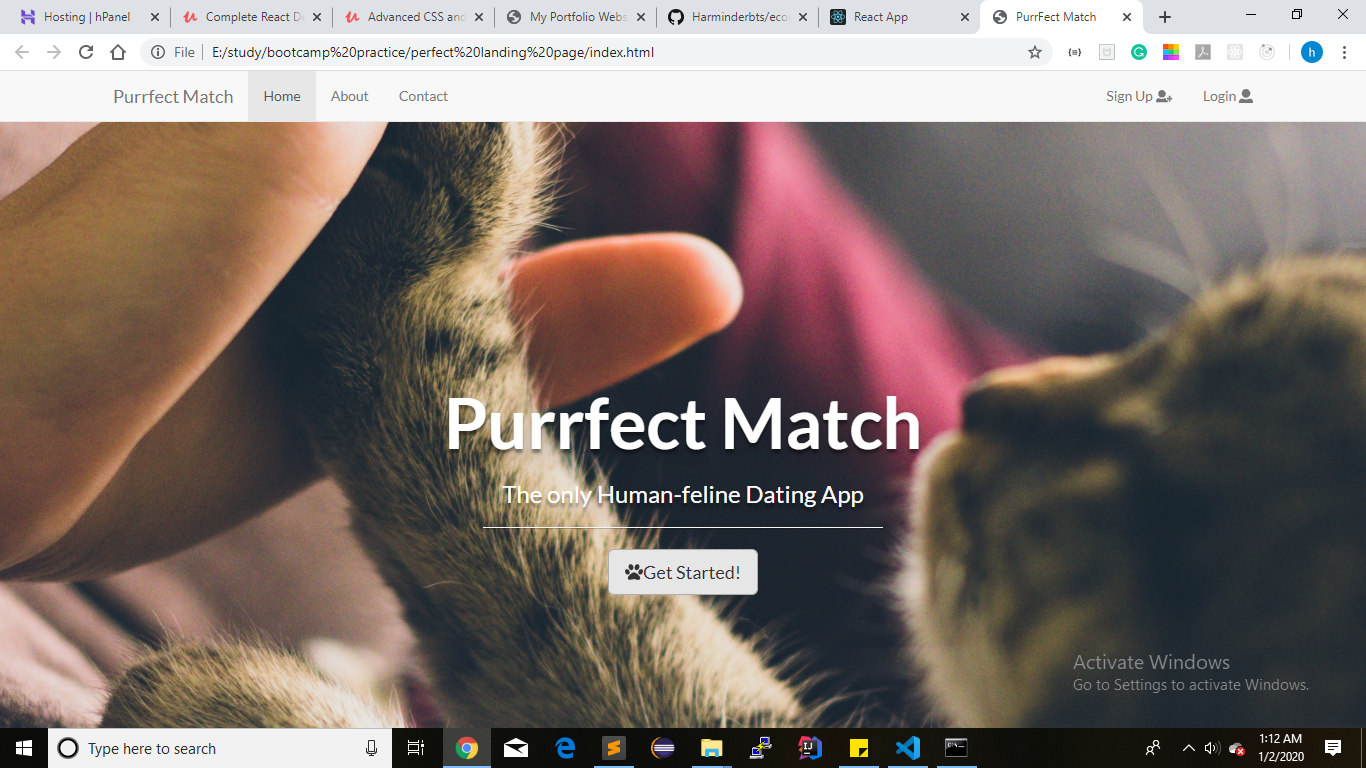 Hosting | hPanel
Complete React D
Advanced CSS and
My Portfolio Webs
Harminderbts/eco
React App
PurrFect Match
File
E:/study/bootcamp%20practice/perfect%20landing%20page/index.html
h
Purrfect Match
Home
About
Contact
Sign Up
Login
Purrfect Match
The only Human-feline Dating App
Get Started!
Activate Windows
Go to Settings to activate Windows.
Type here to search
1:12 AM
1/2/2020